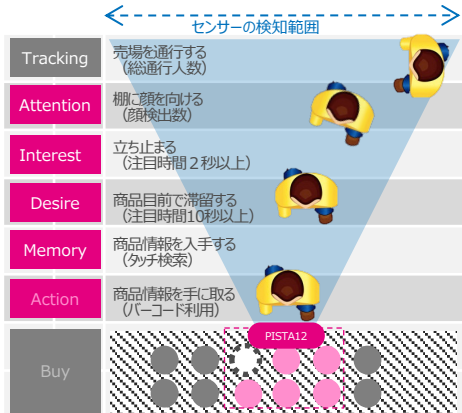 センサーの検知範囲
Tracking
売場を通行する
（総通行人数）
Attention
棚に顔を向ける
（顔検出数）
Interest
立ち止まる
（注目時間２秒以上）
Desire
商品目前で滞留する
（注目時間10秒以上）
Memory
商品情報を入手する
（タッチ検索）
Action
商品情報を手に取る
（バーコード利用）
PISTA12
Buy